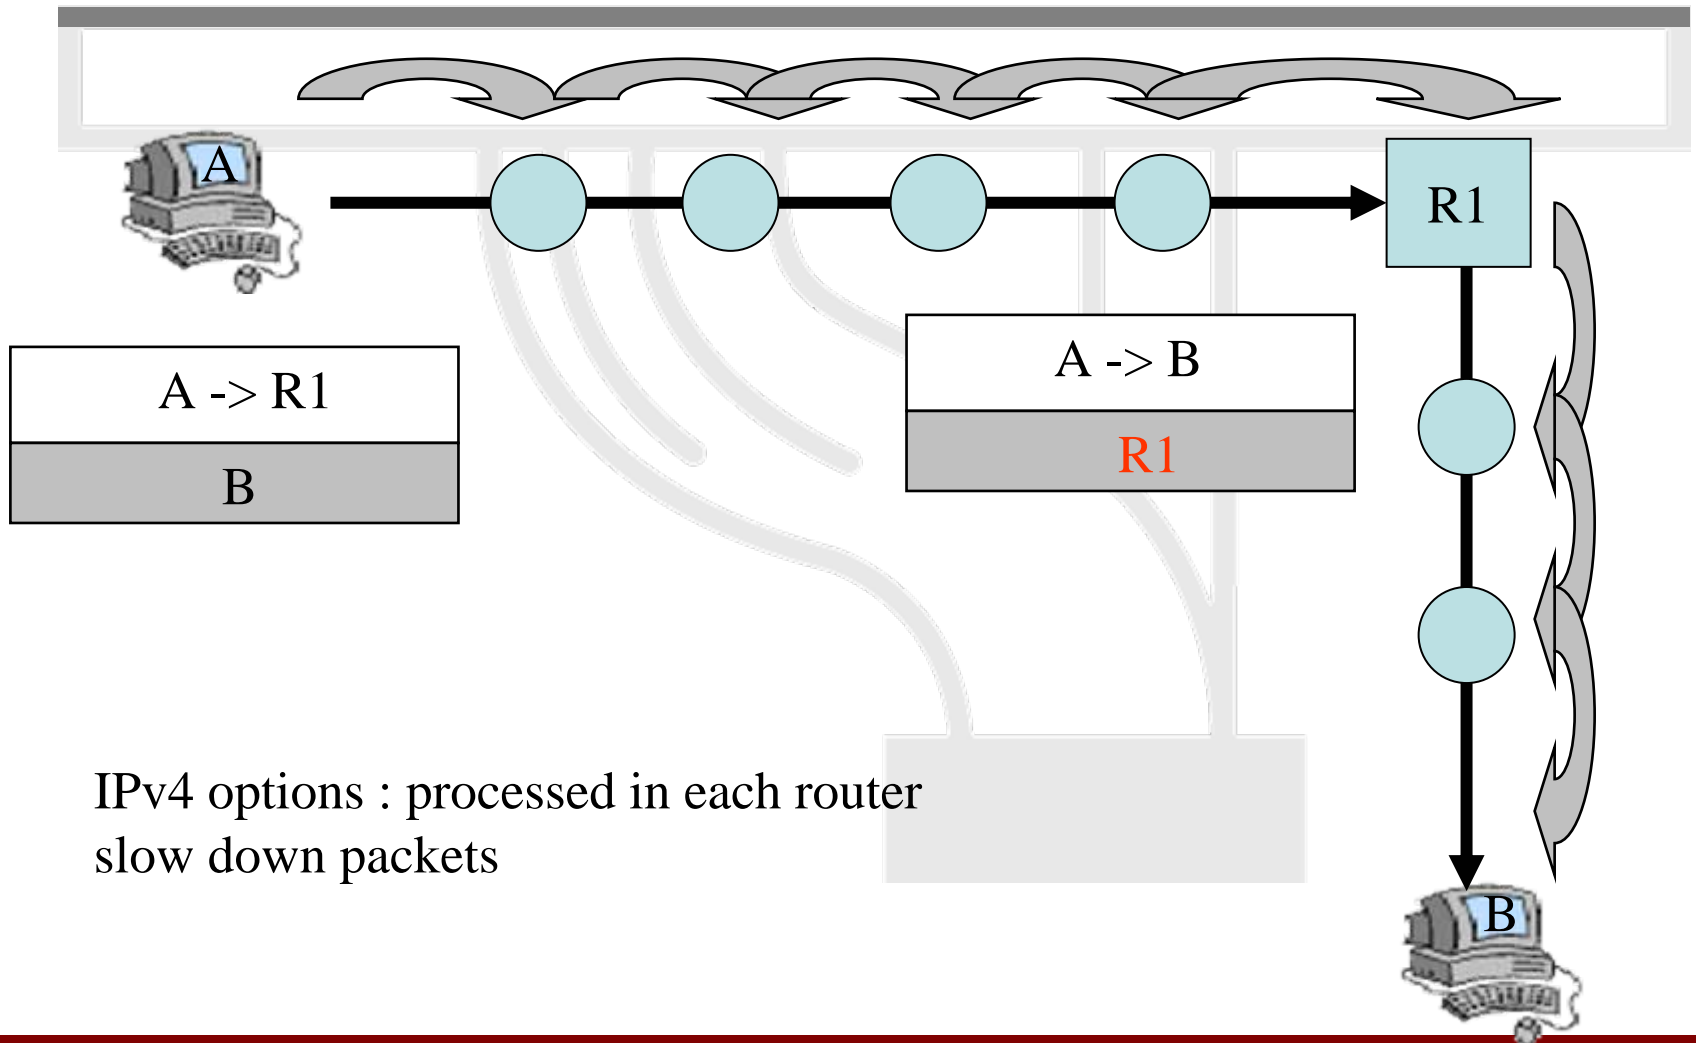 A
R1
A -> B
A -> R1
R1
B
IPv4 options : processed in each router
slow down packets
B